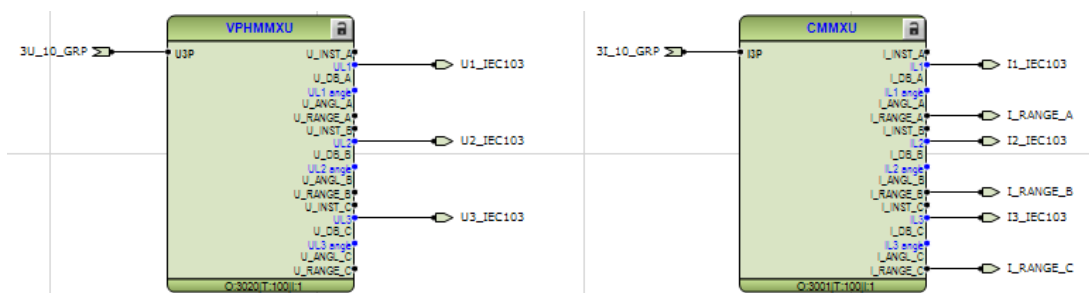 VPHMMXU
3U_10_GRP
U3P
U_INST_A
UL1
U1_IEC103
U_DB_A
UL1 angle
U_ANGL_A
U_RANGE_A
U_INST_B
UL2
U2_IEC103
U_DB_B
UL2 angle
U_ANGL_B
U_RANGE_B
U_INST_C
UL3
U3_IEC103
U_DB_C
UL3 angle
U_ANGL_C
U_RANGE_C
O:3020|T:100|I:1
CMMXU
3I_10_GRP
I3P
I_INST_A
IL1
I1_IEC103
I_DB_A
IL1 angle
I_ANGL_A
I_RANGE_A
I_RANGE_A
I_INST_B
IL2
I2_IEC103
I_DB_B
IL2 angle
I_ANGL_B
I_RANGE_B
I_RANGE_B
I_INST_C
IL3
I3_IEC103
I_DB_C
IL3 angle
I_ANGL_C
I_RANGE_C
I_RANGE_C
O:3001|T:100|I:1